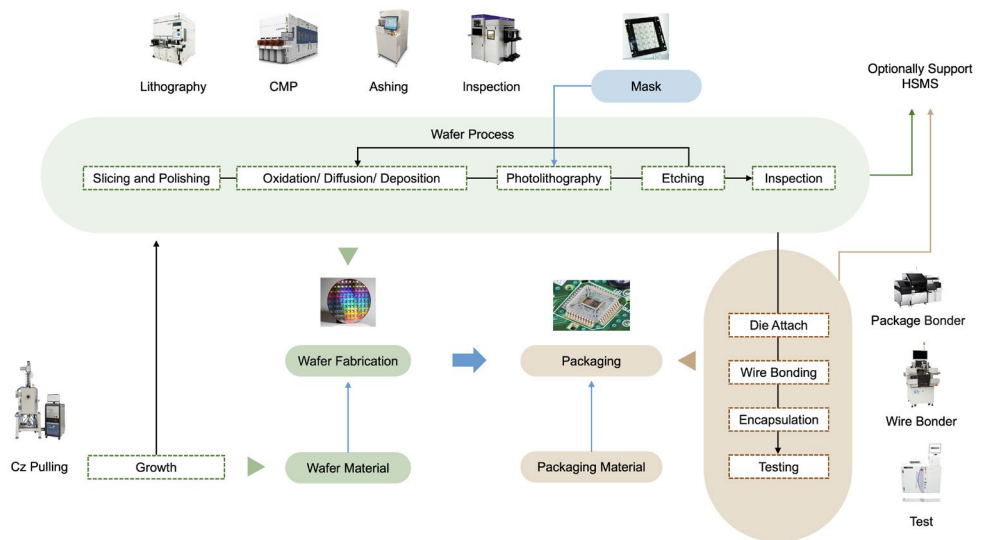 Lithography
CMP
Ashing
Inspection
Mask
Optionally Support
HSMS
Wafer Process
Slicing and Polishing
Oxidation/ Diffusion/ Deposition
Photolithography
Etching
Inspection
Die Attach
Package Bonder
Wafer Fabrication
Packaging
Wire Bonding
Encapsulation
Wire Bonder
Cz Pulling
Growth
Wafer Material
Packaging Material
Testing
Test